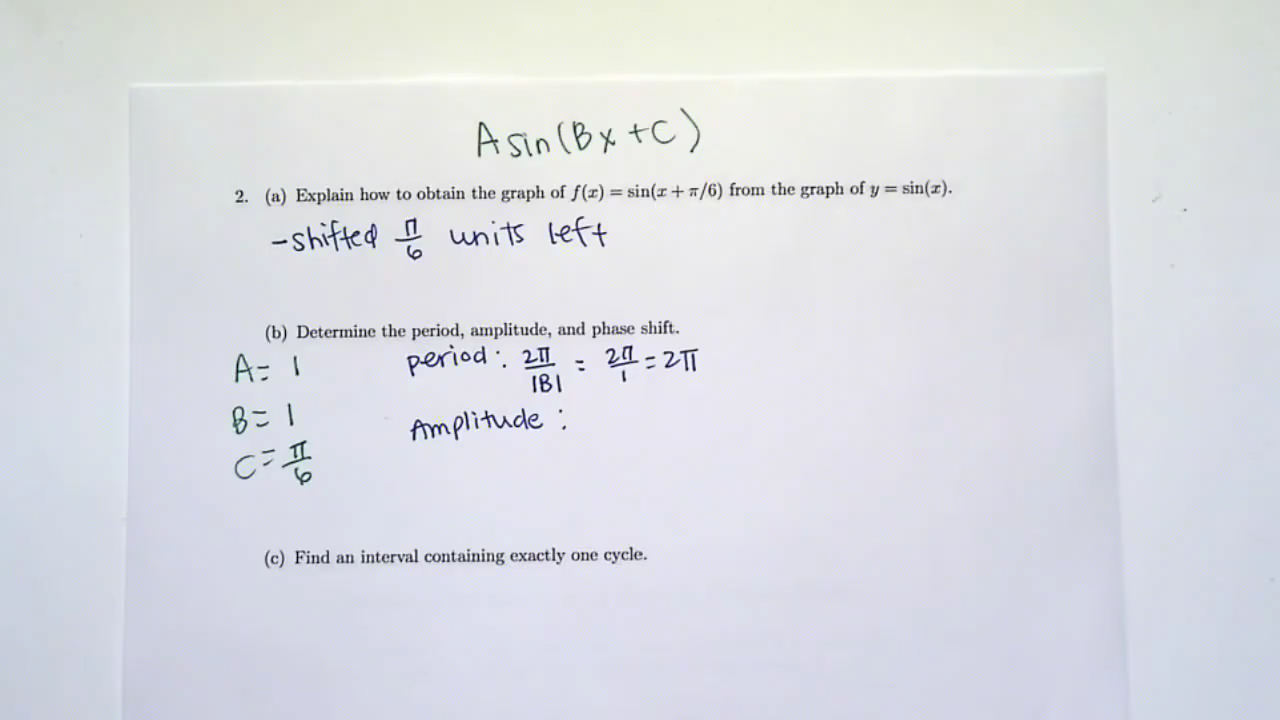 A sin(Bx + C)
2. (a) Explain how to obtain the graph of f(x) = sin(x + π/6) from the graph of y = sin(x).
- shifted π/6 units left
(b) Determine the period, amplitude, and phase shift.
A = 1 period: 2π/|B| = 2π/1 = 2π
B = 1 Amplitude:
C = π/6
(c) Find an interval containing exactly one cycle.